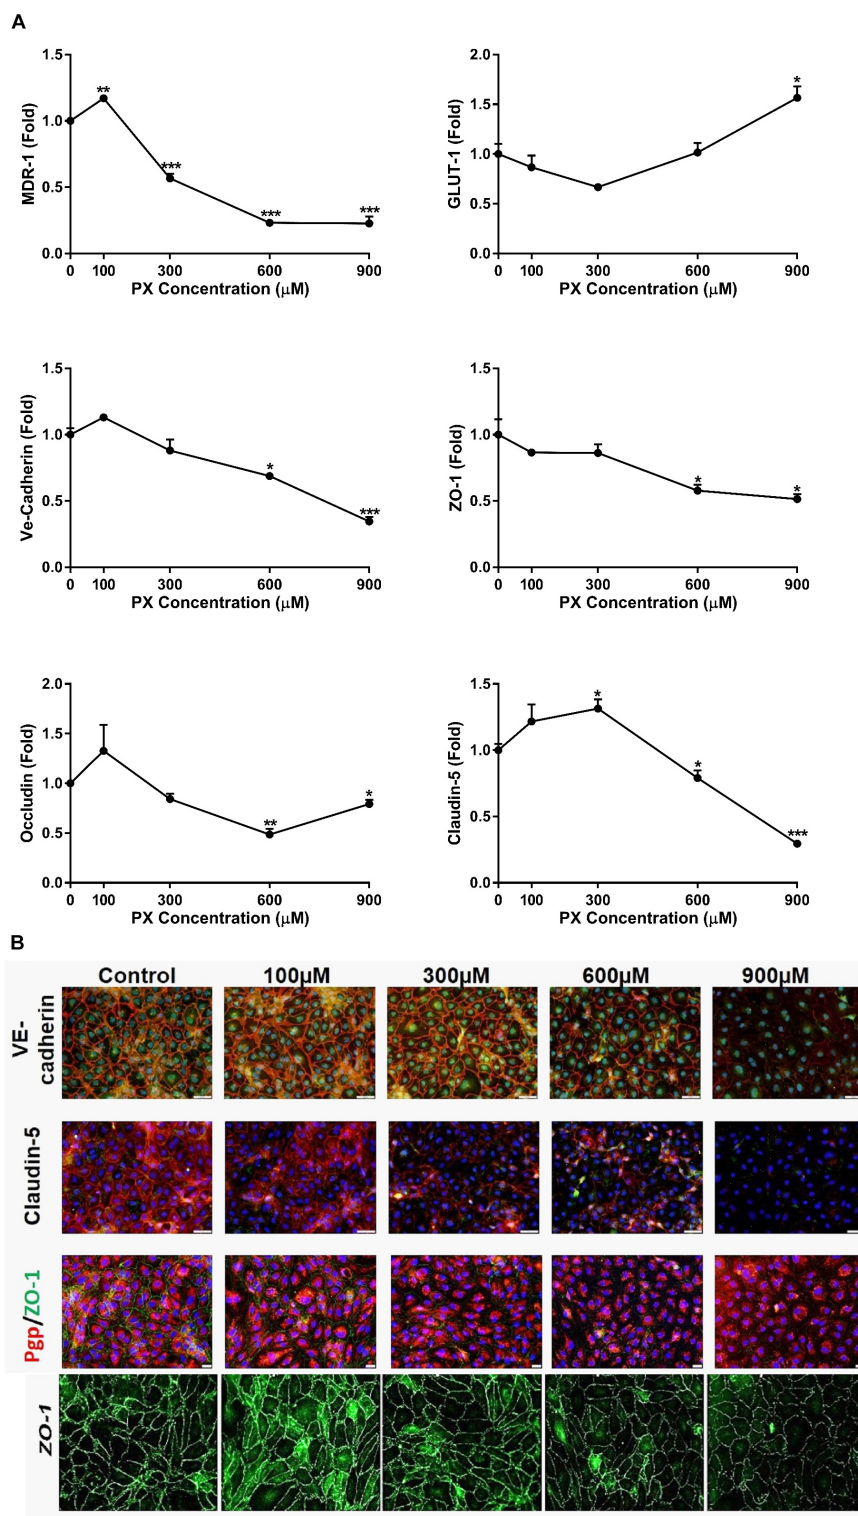 A
MDR-1 (Fold)
1.5
1.0
0.5
0.0
**
***
***
***
0 100 300 600 900
PX Concentration (μM)
GLUT-1 (Fold)
2.0
1.5
1.0
0.5
0.0
*
0 100 300 600 900
PX Concentration (μM)
Ve-Cadherin (Fold)
1.5
1.0
0.5
0.0
*
***
0 100 300 600 900
PX Concentration (μM)
ZO-1 (Fold)
1.5
1.0
0.5
0.0
*
*
0 100 300 600 900
PX Concentration (μM)
Occludin (Fold)
2.0
1.5
1.0
0.5
0.0
**
*
0 100 300 600 900
PX Concentration (μM)
Claudin-5 (Fold)
1.5
1.0
0.5
0.0
*
*
***
0 100 300 600 900
PX Concentration (μM)
B
Control 100μM 300μM 600μM 900μM
VE-
cadherin
Claudin-5
Pgp/ZO-1
ZO-1